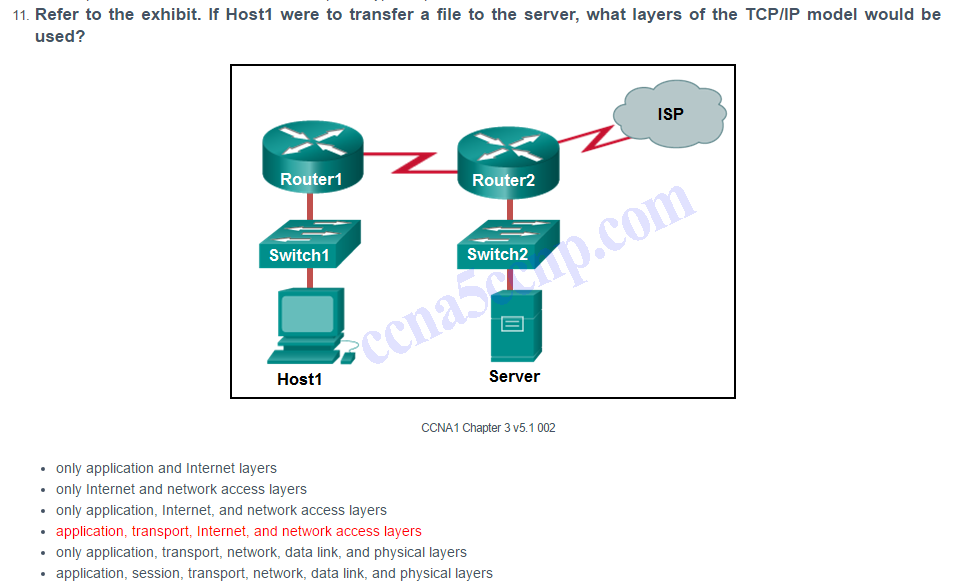 11. Refer to the exhibit. If Host1 were to transfer a file to the server, what layers of the TCP/IP model would be
used?
ISP
Router1
Router2
Switch1
Switch2
ccna5ccnp.com
Host1
Server
CCNA1 Chapter 3 v5.1 002
• only application and Internet layers
• only Internet and network access layers
• only application, Internet, and network access layers
• application, transport, Internet, and network access layers
• only application, transport, network, data link, and physical layers
• application, session, transport, network, data link, and physical layers